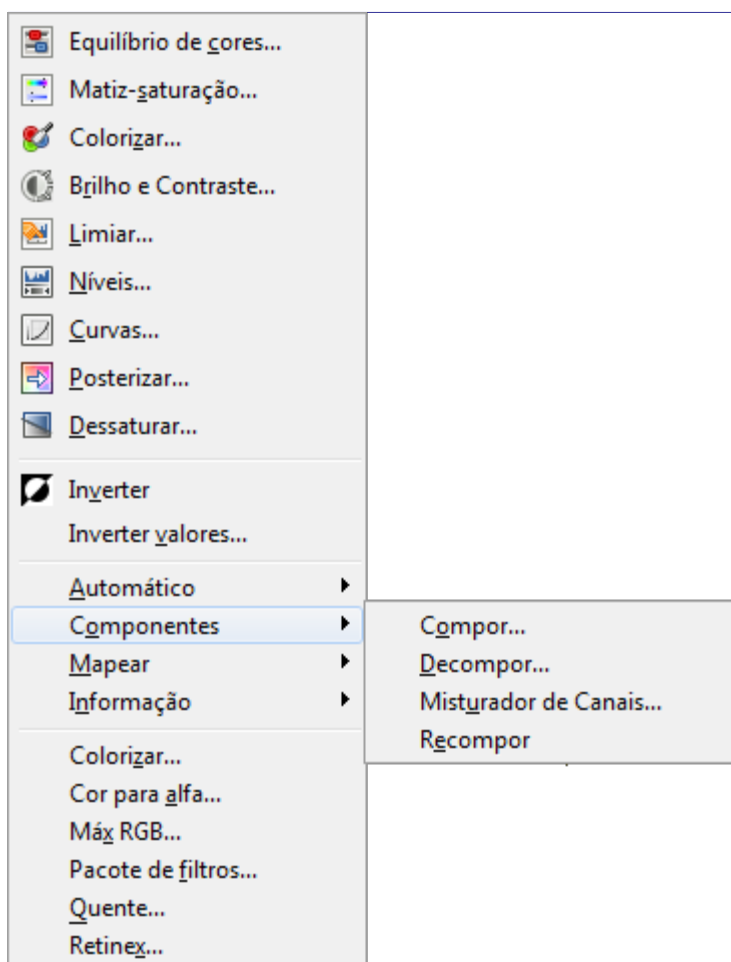 Equilíbrio de cores...
Matiz-saturação...
Colorizar...
Brilho e Contraste...
Limiar...
Níveis...
Curvas...
Posterizar...
Dessaturar...
Inverter
Inverter valores...
Automático
Componentes
Mapear
Informação
Compor...
Decompor...
Misturador de Canais...
Recompor
Colorizar...
Cor para alfa...
Máx RGB...
Pacote de filtros...
Quente...
Retinex...